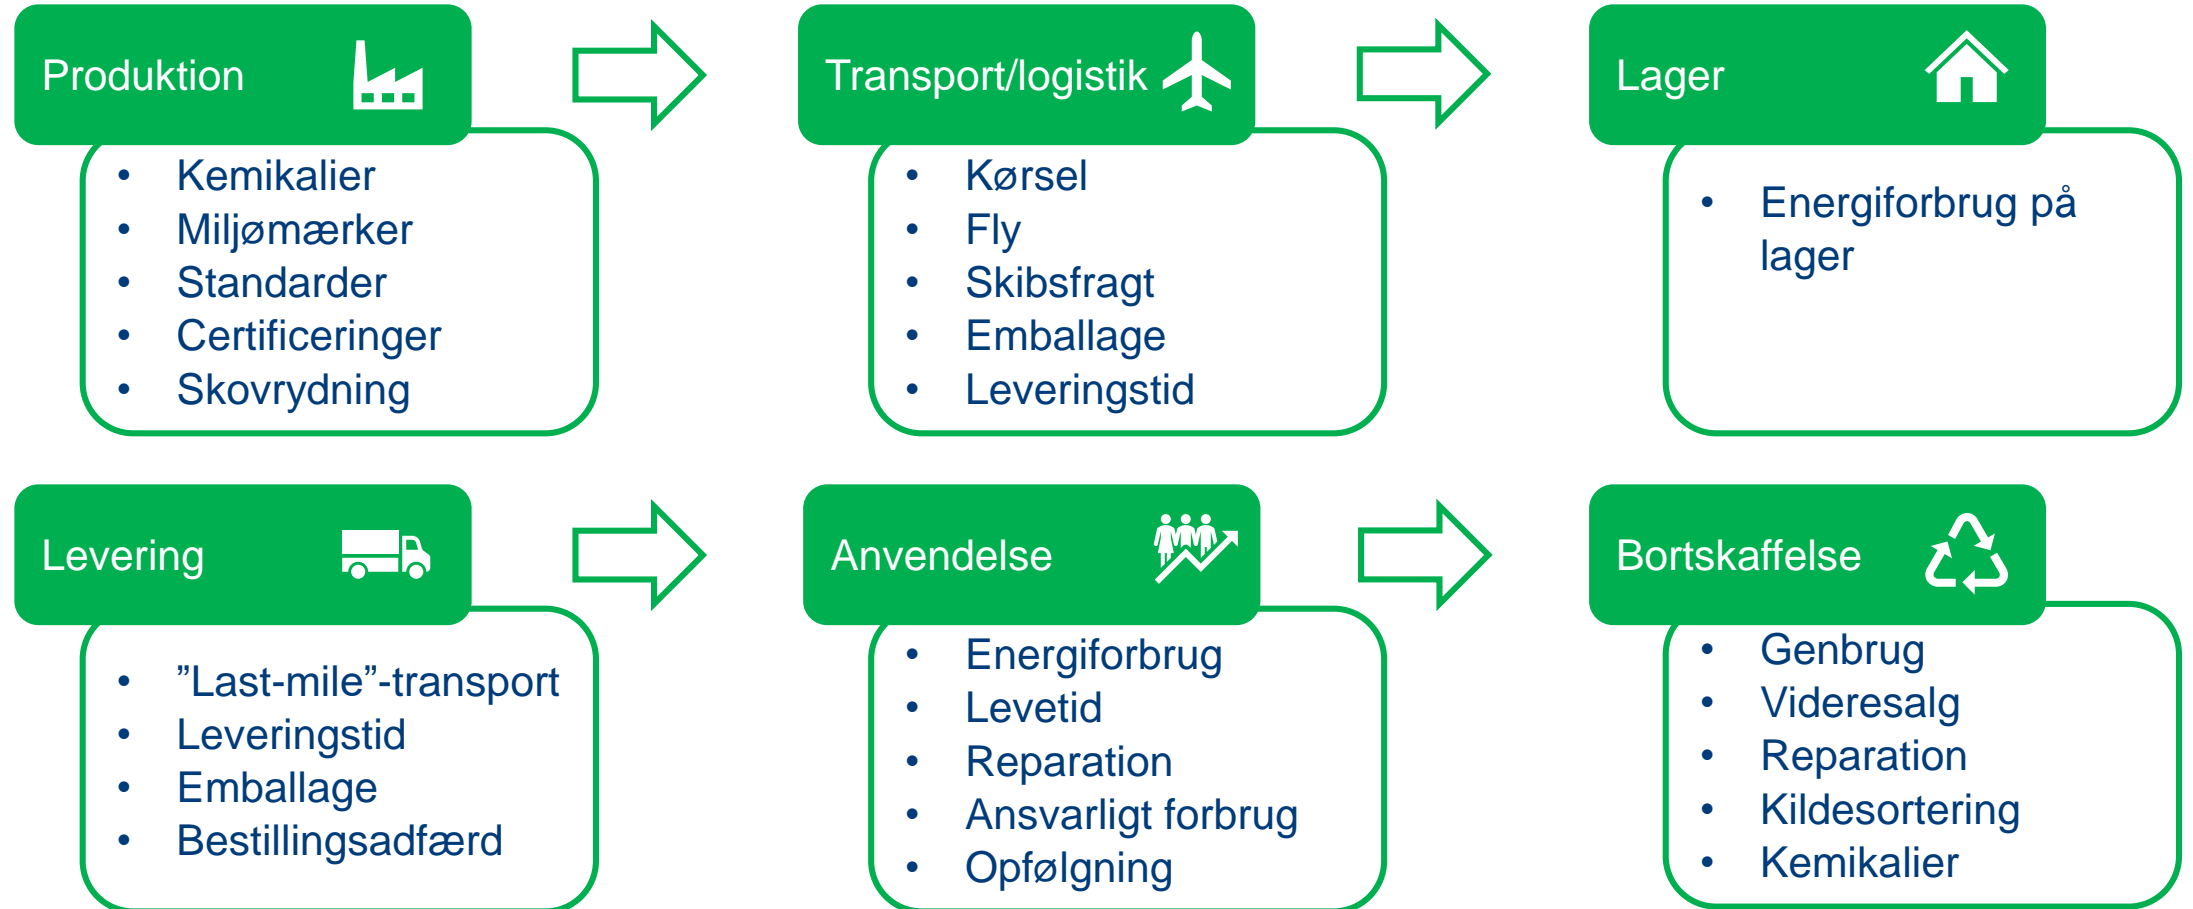 Produktion
• Kemikalier
• Miljømærker
• Standarder
• Certificeringer
• Skovrydning
Transport/logistik
• Kørsel
• Fly
• Skibsfragt
• Emballage
• Leveringstid
Lager
• Energiforbrug på
lager
Levering
• ”Last-mile”-transport
• Leveringstid
• Emballage
• Bestillingsadfærd
Anvendelse
• Energiforbrug
• Levetid
• Reparation
• Ansvarligt forbrug
• Opfølgning
Bortskaffelse
• Genbrug
• Videresalg
• Reparation
• Kildesortering
• Kemikalier